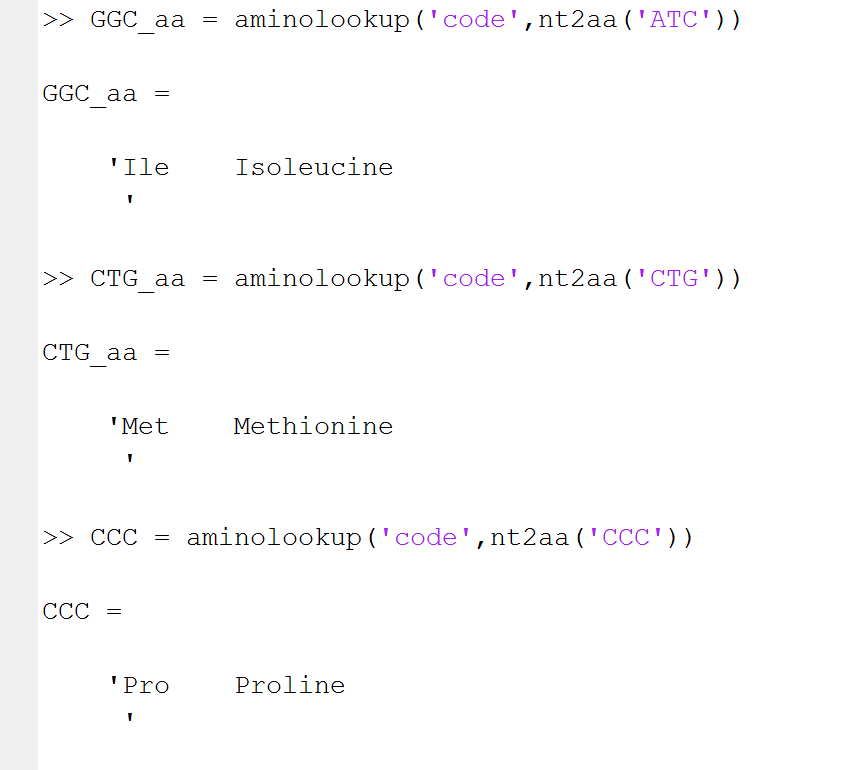 >> GGC_aa = aminolookup('code',nt2aa('ATC'))
GGC_aa =
'Ile Isoleucine
'
>> CTG_aa = aminolookup('code',nt2aa('CTG'))
CTG_aa =
'Met Methionine
'
>> CCC = aminolookup('code',nt2aa('CCC'))
CCC =
'Pro Proline
'